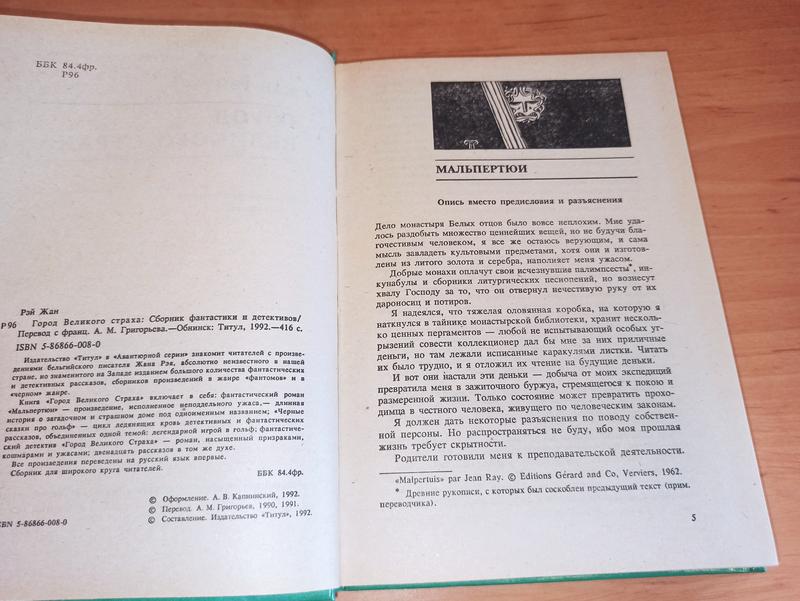 ББК 84.4фр.
Р96
Рэй Жан
Р96 Город Великого страха: Сборник фантастики и детективов/
Перевод с франц. А. М. Григорьева.—Обнинск: Титул, 1992.—416 с.
ISBN 5-86866-008-0
Издательство «Титул» в «Авантюрной серии» знакомит читателей с произве-
дениями бельгийского писателя Жана Рэя, абсолютно неизвестного в нашей
стране, но знаменитого на Западе изданием большого количества фантастических
и детективных рассказов, сборников произведений в жанре «фантомов» и в
«черном» жанре.
Книга «Город Великого Страха» включает в себя: фантастический роман
«Мальпертюи» — произведение, исполненное неподдельного ужаса,— длинная
история о загадочном и страшном доме под одноименным названием; «Черные
сказки про гольф» — цикл леденящих кровь детективных и фантастических
рассказов, объединенных одной темой: легендарной игрой в гольф; фантастиче-
ский детектив «Город Великого Страха» — роман, насыщенный призраками,
кошмарами и ужасами; двенадцать рассказов в том же духе.
Все произведения переведены на русский язык впервые.
Сборник для широкого круга читателей.
ББК 84.4фр.
© Оформление. А. В. Капнинский, 1992.
© Перевод. А. М. Григорьев, 1990, 1991.
ISBN 5-86866-008-0 © Составление. Издательство «Титул», 1992.
МАЛЬПЕРТЮИ
Опись вместо предисловия и разъяснения
Дело монастыря Белых отцов было вовсе неплохим. Мне уда-
лось раздобыть множество ценнейших вещей, но не будучи бла-
гочестивым человеком, я все же остаюсь верующим, и сама
мысль завладеть культовыми предметами, хотя они и изготов-
лены из литого золота и серебра, наполняет меня ужасом.
Добрые монахи оплачут свои исчезнувшие палимпсесты*, ин-
кунабулы и сборники литургических песнопений, но вознесут
хвалу Господу за то, что он отвернул нечестивую руку от их
дароносиц и потиров.
Я надеялся, что тяжелая оловянная коробка, на которую я
наткнулся в тайнике монастырской библиотеки, хранит несколь-
ко ценных пергаментов — любой не испытывающий особых уг-
рызений совести коллекционер дал бы мне за них приличные
деньги, но там лежали исписанные каракулями листки. Читать
их было трудно, и я отложил их чтение на будущие деньки.
И вот они настали эти деньки — добыча от моих экспедиций
превратила меня в зажиточного буржуа, стремящегося к покою и
размеренной жизни. Только состояние может превратить прохо-
димца в честного человека, живущего по человеческим законам.
Я должен дать некоторые разъяснения по поводу собствен-
ной персоны. Но распространяться не буду, ибо моя прошлая
жизнь требует скрытности.
Родители готовили меня к преподавательской деятельности.
«Malpertuis» par Jean Ray. © Editions Gérard and Co, Verviers, 1962.
* Древние рукописи, с которых был соскоблен предыдущий текст (прим.
переводчика).
5